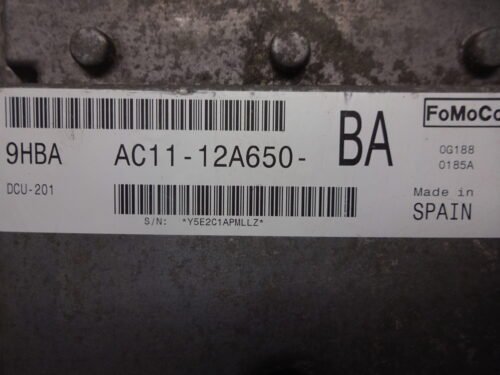 FoMoCo
9HBA AC11-12A650- BA
0G188
0185A
DCU-201
Made in
SPAIN
S/N: *Y5E2C1APMLLZ*